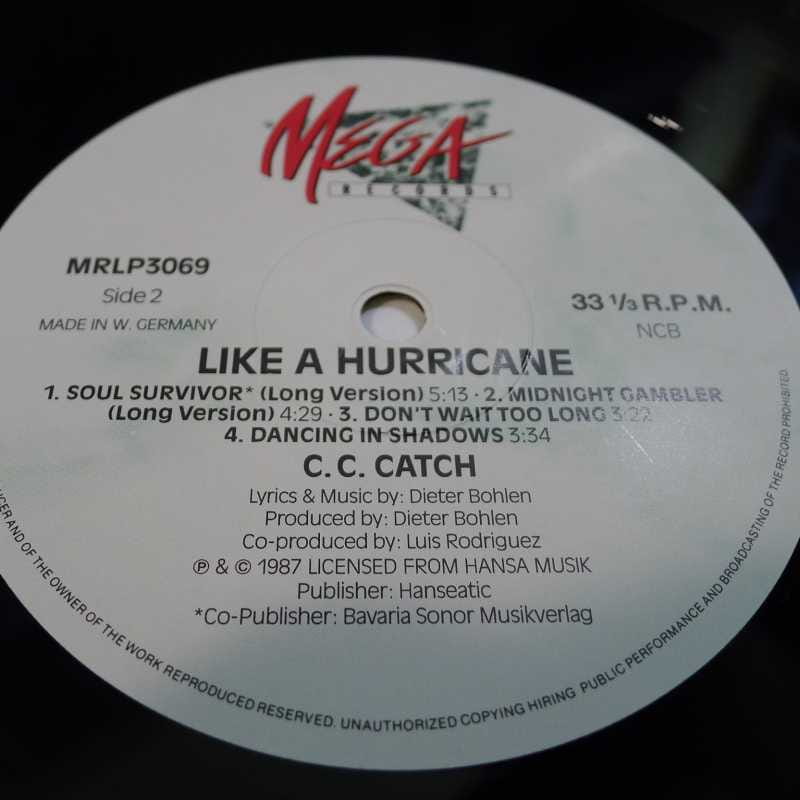 MEGA
RECORDS
MRLP3069
Side 2
MADE IN W. GERMANY
33 1/3 R.P.M.
NCB
LIKE A HURRICANE
1. SOUL SURVIVOR* (Long Version) 5:13 · 2. MIDNIGHT GAMBLER
(Long Version) 4:29 · 3. DON'T WAIT TOO LONG 3:22
4. DANCING IN SHADOWS 3:34
C. C. CATCH
Lyrics & Music by: Dieter Bohlen
Produced by: Dieter Bohlen
Co-produced by: Luis Rodriguez
℗ & © 1987 LICENSED FROM HANSA MUSIK
Publisher: Hanseatic
*Co-Publisher: Bavaria Sonor Musikverlag
AND OF THE OWNER OF THE WORK REPRODUCED RESERVED. UNAUTHORIZED COPYING HIRING PUBLIC PERFORMANCE AND BROADCASTING OF THE RECORD PROHIBITED